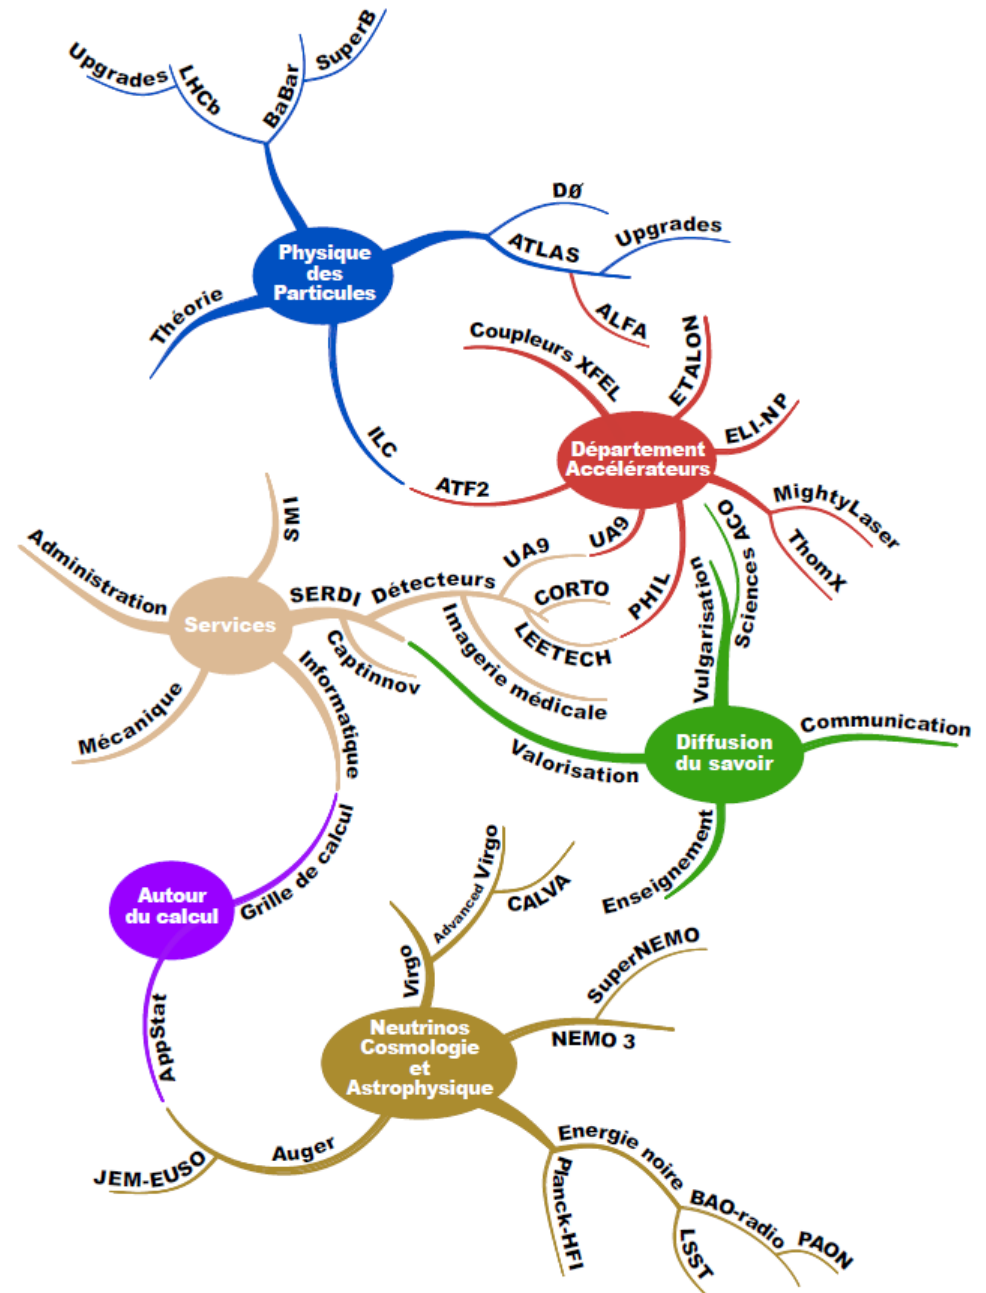 SuperB
Upgrades
LHCb
BaBar
DØ
Upgrades
ATLAS
Physique
des
Particules
Théorie
ALFA
Coupleurs XFEL
ETALON
ELI-NP
ILC
Département
Accélérateurs
ATF2
MightyLaser
ThomX
SMI
UA9
UA9
Sciences ACO
Administration
SERDI
Détecteurs
CORTO
PHIL
Vulgarisation
Services
LEETECH
Captinnov
Imagerie médicale
Informatique
Mécanique
Communication
Diffusion
du savoir
Valorisation
Grille de calcul
Enseignement
Autour
du calcul
Advanced Virgo
CALVA
Virgo
SuperNEMO
AppStat
Neutrinos
Cosmologie
et
Astrophysique
NEMO 3
Auger
JEM-EUSO
Energie noire
Planck-HFI
BAO-radio
LSST
PAON